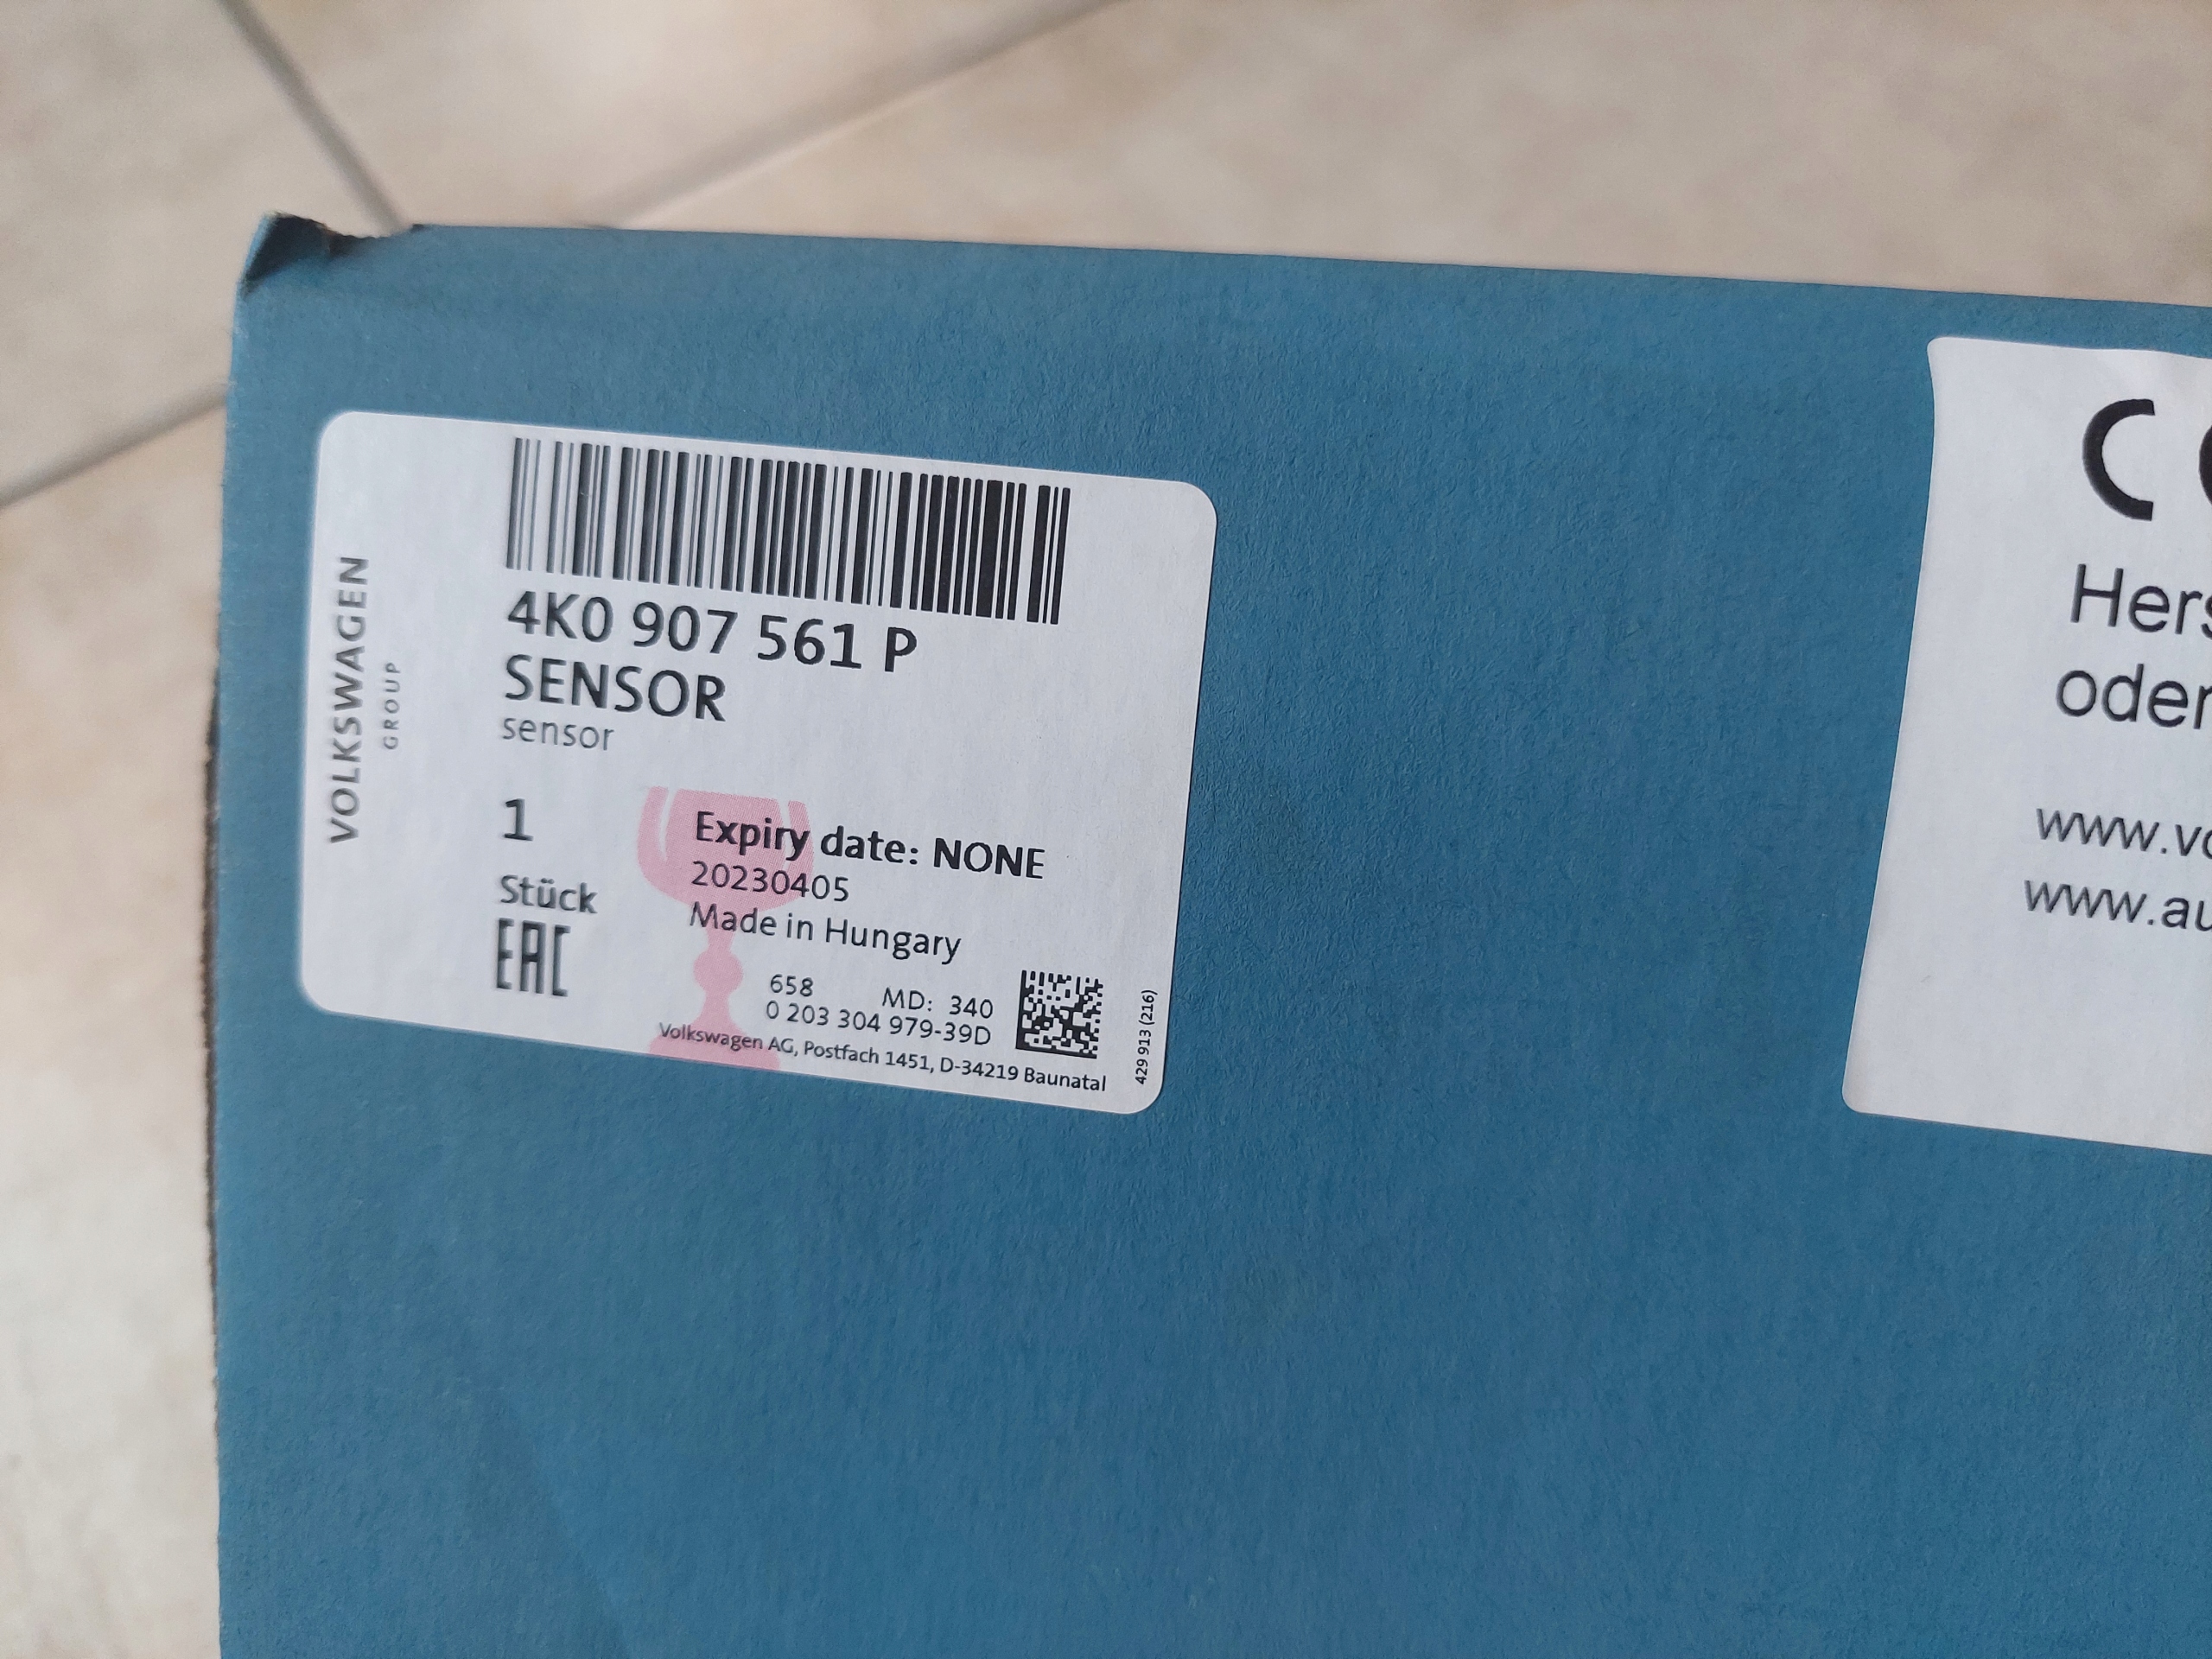 VOLKSWAGEN
GROUP
4K0 907 561 P
SENSOR
sensor
1
Stück
EAC
Expiry date: NONE
20230405
Made in Hungary
658 MD: 340
0 203 304 979-39D
Volkswagen AG, Postfach 1451, D-34219 Baunatal
429 913 (216)
CE
Hers
oder
www.vo
www.au